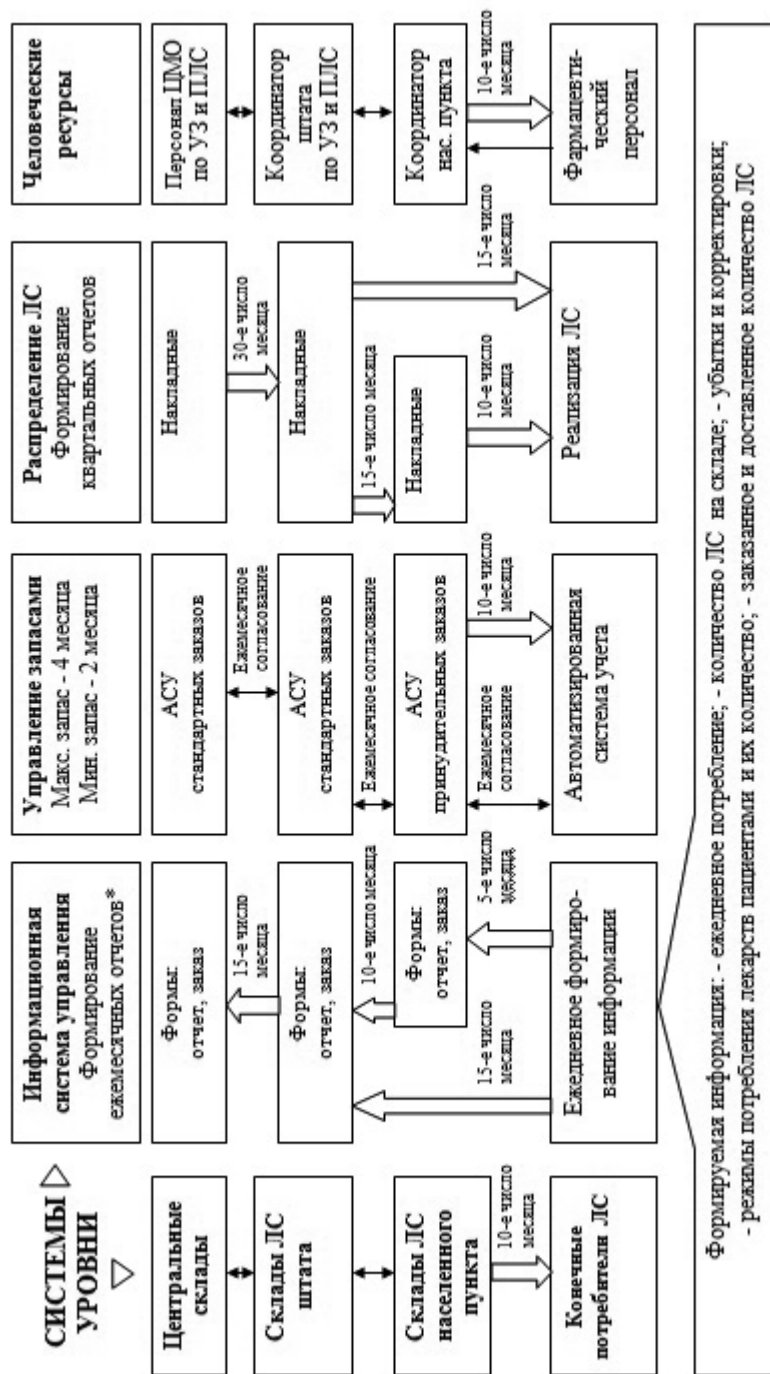 СИСТЕМЫ
УРОВНИ
Центральные
склады
Склады ЛС
штата
Склады ЛС
населенного
пункта
10-е число
месяца
Конечные
потребители ЛС
Информационная
система управления
Формирование
ежемесячных отчетов*
Формы:
отчет, заказ
15-е число
месяца
Формы:
отчет, заказ
10-е число месяца
Формы:
отчет, заказ
15-е число
месяца
5-е число
месяца
Ежедневное формиро-
вание информации
Управление запасами
Макс. запас - 4 месяца
Мин. запас - 2 месяца
АСУ
стандартных заказов
Ежемесячное
согласование
АСУ
стандартных заказов
Ежемесячное согласование
АСУ
принудительных заказов
Ежемесячное
согласование
10-е число
месяца
Автоматизированная
система учета
Распределение ЛС
Формирование
квартальных отчетов
Накладные
30-е число
месяца
Накладные
15-е число месяца
Накладные
10-е число
месяца
15-е число
месяца
Реализация ЛС
Человеческие
ресурсы
Персонал ЦМО
по УЗ и ПЛС
Координатор
штата
по УЗ и ПЛС
Координатор
нас. пункта
10-е число
месяца
Фармацевти-
ческий
персонал
Формируемая информация: - ежедневное потребление; - количество ЛС на складе; - убытки и корректировки;
- режимы потребления лекарств пациентами и их количество; - заказанное и доставленное количество ЛС